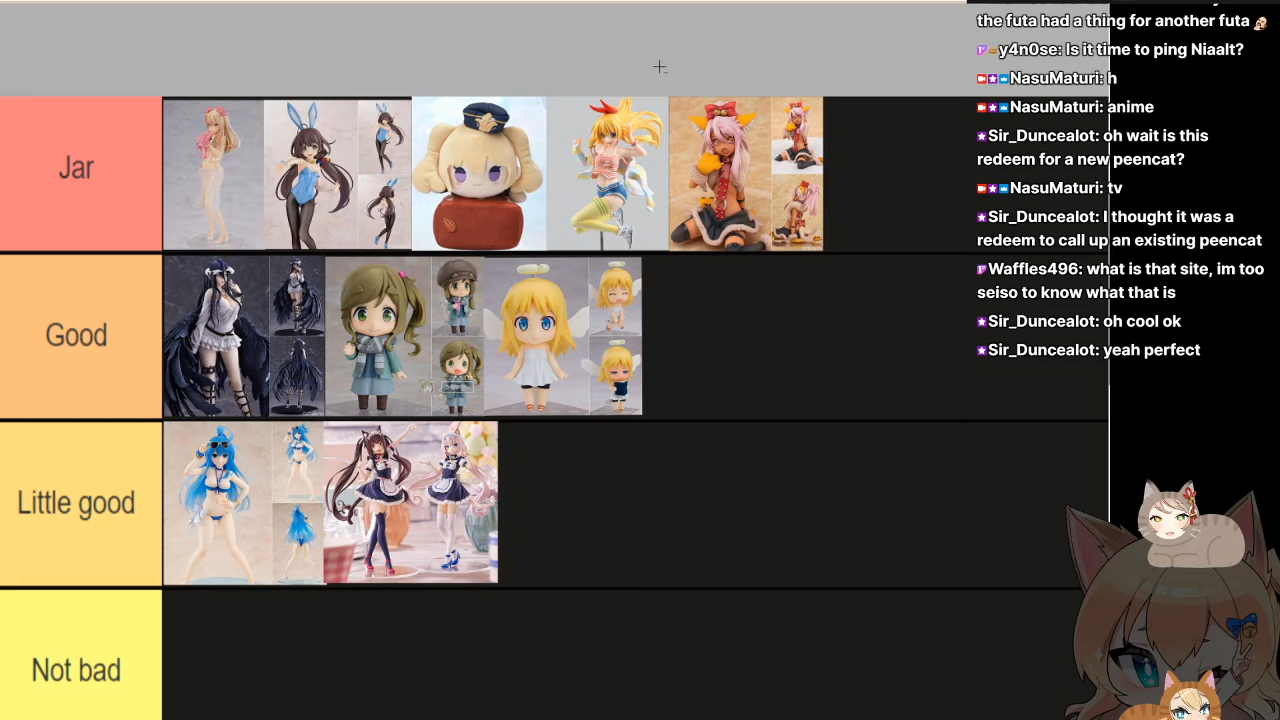 the futa had a thing for another futa
y4n0se: Is it time to ping Niaalt?
NasuMaturi: h
NasuMaturi: anime
Sir_Duncealot: oh wait is this
redeem for a new peencat?
NasuMaturi: tv
Sir_Duncealot: I thought it was a
redeem to call up an existing peencat
Waffles496: what is that site, im too
seiso to know what that is
Sir_Duncealot: oh cool ok
Sir_Duncealot: yeah perfect
Jar
Good
Little good
Not bad